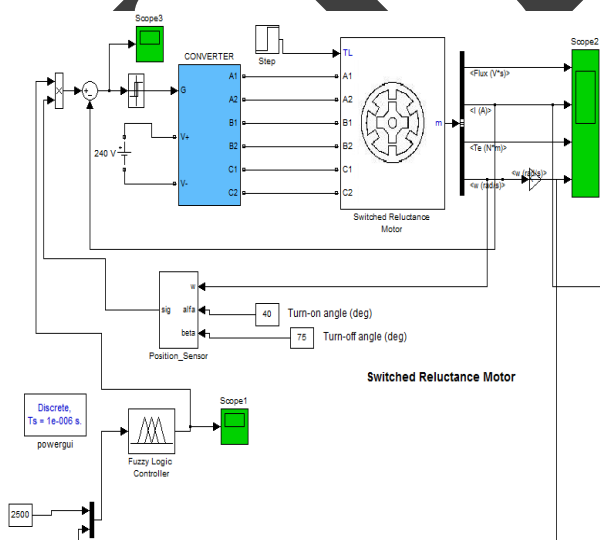 Scope3
CONVERTER
Step
Scope2
TL
A1
A1
A2
A2
B1
B1
B2
B2
C1
C1
C2
C2
G
V+
V-
240 V
+
m
<Flux (V*s)>
<I (A)>
<Te (N*m)>
<w (rad/s)>
<w (rad/s)>
Switched Reluctance
Motor
w
sig
alfa
beta
40
Turn-on angle (deg)
75
Turn-off angle (deg)
Position_Sensor
Switched Reluctance Motor
Discrete,
Ts = 1e-006 s.
powergui
Scope1
Fuzzy Logic
Controller
2500